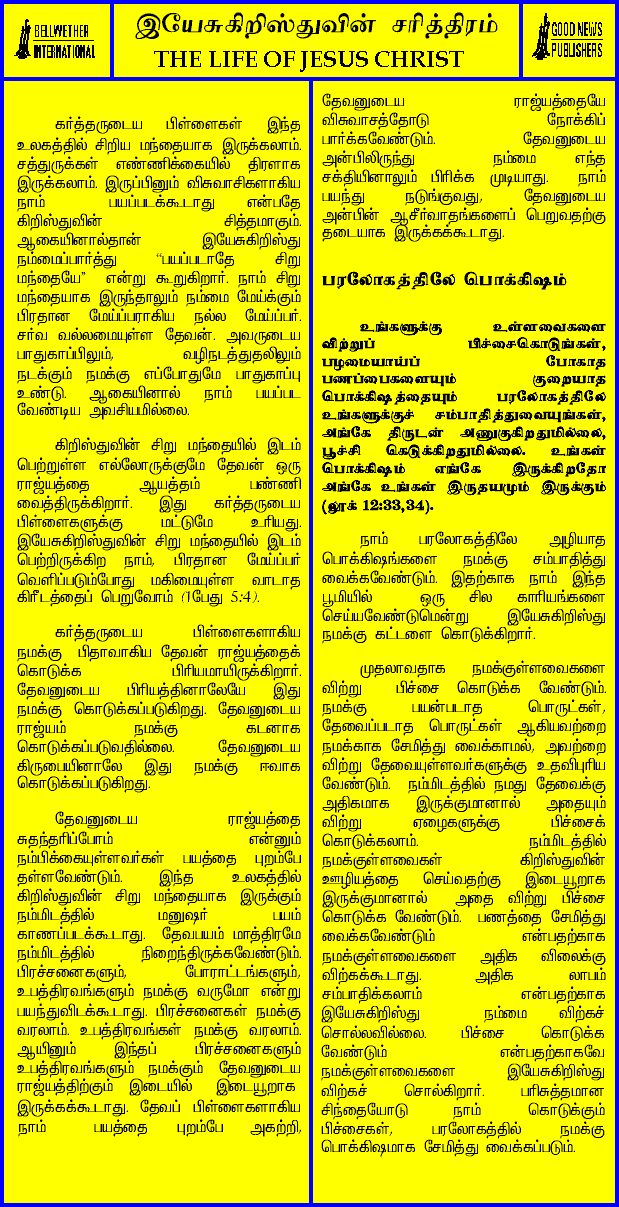 BELLWETHER
INTERNATIONAL
இயேசுகிறிஸ்துவின் சரித்திரம்
THE LIFE OF JESUS CHRIST
GOOD NEWS
PUBLISHERS
கர்த்தருடைய பிள்ளைகள் இந்த
உலகத்தில் சிறிய மந்தையாக இருக்கலாம்.
சத்துருக்கள் எண்ணிக்கையில் திரளாக
இருக்கலாம். இருப்பினும் விசுவாசிகளாகிய
நாம் பயப்படக்கூடாது என்பதே
கிறிஸ்துவின் சித்தமாகும்.
ஆகையினால்தான் இயேசுகிறிஸ்து
நம்மைப்பார்த்து “பயப்படாதே சிறு
மந்தையே” என்று கூறுகிறார். நாம் சிறு
மந்தையாக இருந்தாலும் நம்மை மேய்க்கும்
பிரதான மேய்ப்பராகிய நல்ல மேய்ப்பர்.
சர்வ வல்லமையுள்ள தேவன். அவருடைய
பாதுகாப்பிலும், வழிநடத்துதலிலும்
நடக்கும் நமக்கு எப்போதுமே பாதுகாப்பு
உண்டு. ஆகையினால் நாம் பயப்பட
வேண்டிய அவசியமில்லை.
கிறிஸ்துவின் சிறு மந்தையில் இடம்
பெற்றுள்ள எல்லோருக்குமே தேவன் ஒரு
ராஜ்யத்தை ஆயத்தம் பண்ணி
வைத்திருக்கிறார். இது கர்த்தருடைய
பிள்ளைகளுக்கு மட்டுமே உரியது.
இயேசுகிறிஸ்துவின் சிறு மந்தையில் இடம்
பெற்றிருக்கிற நாம், பிரதான மேய்ப்பர்
வெளிப்படும்போது மகிமையுள்ள வாடாத
கிரீடத்தைப் பெறுவோம் (1பேது 5:4).
கர்த்தருடைய பிள்ளைகளாகிய
நமக்கு பிதாவாகிய தேவன் ராஜ்யத்தைக்
கொடுக்க பிரியமாயிருக்கிறார்.
தேவனுடைய பிரியத்தினாலேயே இது
நமக்கு கொடுக்கப்படுகிறது. தேவனுடைய
ராஜ்யம் நமக்கு கடனாக
கொடுக்கப்படுவதில்லை. தேவனுடைய
கிருபையினாலே இது நமக்கு ஈவாக
கொடுக்கப்படுகிறது.
தேவனுடைய ராஜ்யத்தை
சுதந்தரிப்போம் என்னும்
நம்பிக்கையுள்ளவர்கள் பயத்தை புறம்பே
தள்ளவேண்டும். இந்த உலகத்தில்
கிறிஸ்துவின் சிறு மந்தையாக இருக்கும்
நம்மிடத்தில் மனுஷர் பயம்
காணப்படக்கூடாது. தேவபயம் மாத்திரமே
நம்மிடத்தில் நிறைந்திருக்கவேண்டும்.
பிரச்சனைகளும், போராட்டங்களும்,
உபத்திரவங்களும் நமக்கு வருமோ என்று
பயந்துவிடக்கூடாது. பிரச்சனைகள் நமக்கு
வரலாம். உபத்திரவங்கள் நமக்கு வரலாம்.
ஆயினும் இந்தப் பிரச்சனைகளும்
உபத்திரவங்களும் நமக்கும் தேவனுடைய
ராஜ்யத்திற்கும் இடையில் இடையூறாக
இருக்கக்கூடாது. தேவப் பிள்ளைகளாகிய
நாம் பயத்தை புறம்பே அகற்றி,
தேவனுடைய ராஜ்யத்தையே
விசுவாசத்தோடு நோக்கிப்
பார்க்கவேண்டும். தேவனுடைய
அன்பிலிருந்து நம்மை எந்த
சக்தியினாலும் பிரிக்க முடியாது. நாம்
பயந்து நடுங்குவது, தேவனுடைய
அன்பின் ஆசீர்வாதங்களைப் பெறுவதற்கு
தடையாக இருக்கக்கூடாது.
பரலோகத்திலே பொக்கிஷம்
உங்களுக்கு உள்ளவைகளை
விற்றுப் பிச்சைகொடுங்கள்,
பழமையாய்ப் போகாத
பணப்பைகளையும் குறையாத
பொக்கிஷத்தையும் பரலோகத்திலே
உங்களுக்குச் சம்பாதித்துவையுங்கள்,
அங்கே திருடன் அணுகுகிறதுமில்லை,
பூச்சி கெடுக்கிறதுமில்லை. உங்கள்
பொக்கிஷம் எங்கே இருக்கிறதோ
அங்கே உங்கள் இருதயமும் இருக்கும்
(லூக் 12:33,34).
நாம் பரலோகத்திலே அழியாத
பொக்கிஷங்களை நமக்கு சம்பாதித்து
வைக்கவேண்டும். இதற்காக நாம் இந்த
பூமியில் ஒரு சில காரியங்களை
செய்யவேண்டுமென்று இயேசுகிறிஸ்து
நமக்கு கட்டளை கொடுக்கிறார்.
முதலாவதாக நமக்குள்ளவைகளை
விற்று பிச்சை கொடுக்க வேண்டும்.
நமக்கு பயன்படாத பொருட்கள்,
தேவைப்படாத பொருட்கள் ஆகியவற்றை
நமக்காக சேமித்து வைக்காமல், அவற்றை
விற்று தேவையுள்ளவர்களுக்கு உதவிபுரிய
வேண்டும். நம்மிடத்தில் நமது தேவைக்கு
அதிகமாக இருக்குமானால் அதையும்
விற்று ஏழைகளுக்கு பிச்சைக்
கொடுக்கலாம். நம்மிடத்தில்
நமக்குள்ளவைகள் கிறிஸ்துவின்
ஊழியத்தை செய்வதற்கு இடையூறாக
இருக்குமானால் அதை விற்று பிச்சை
கொடுக்க வேண்டும். பணத்தை சேமித்து
வைக்கவேண்டும் என்பதற்காக
நமக்குள்ளவைகளை அதிக விலைக்கு
விற்கக்கூடாது. அதிக லாபம்
சம்பாதிக்கலாம் என்பதற்காக
இயேசுகிறிஸ்து நம்மை விற்கச்
சொல்லவில்லை. பிச்சை கொடுக்க
வேண்டும் என்பதற்காகவே
நமக்குள்ளவைகளை இயேசுகிறிஸ்து
விற்கச் சொல்கிறார். பரிசுத்தமான
சிந்தையோடு நாம் கொடுக்கும்
பிச்சைகள், பரலோகத்தில் நமக்கு
பொக்கிஷமாக சேமித்து வைக்கப்படும்.